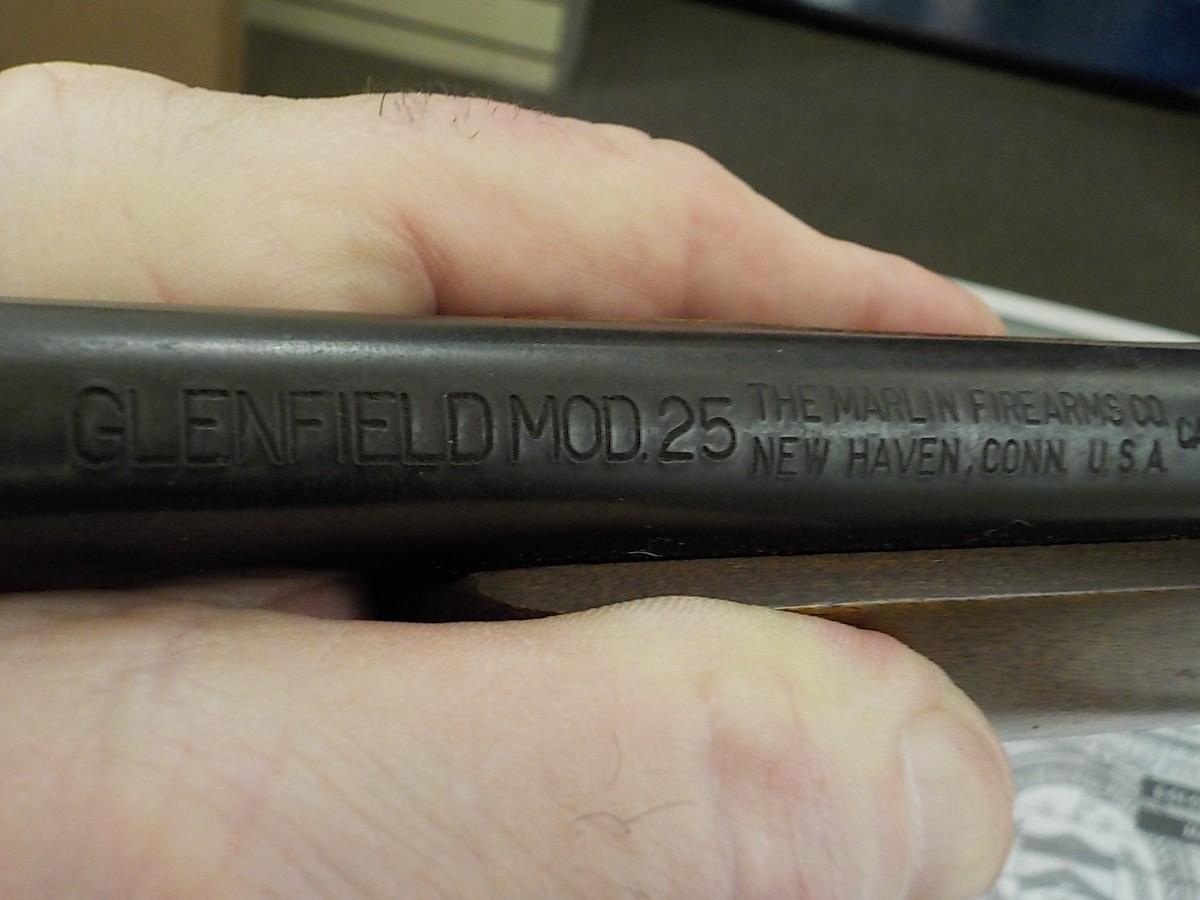 GLENFIELD MOD. 25
THE MARLIN FIREARMS CO.
NEW HAVEN, CONN. U.S.A.